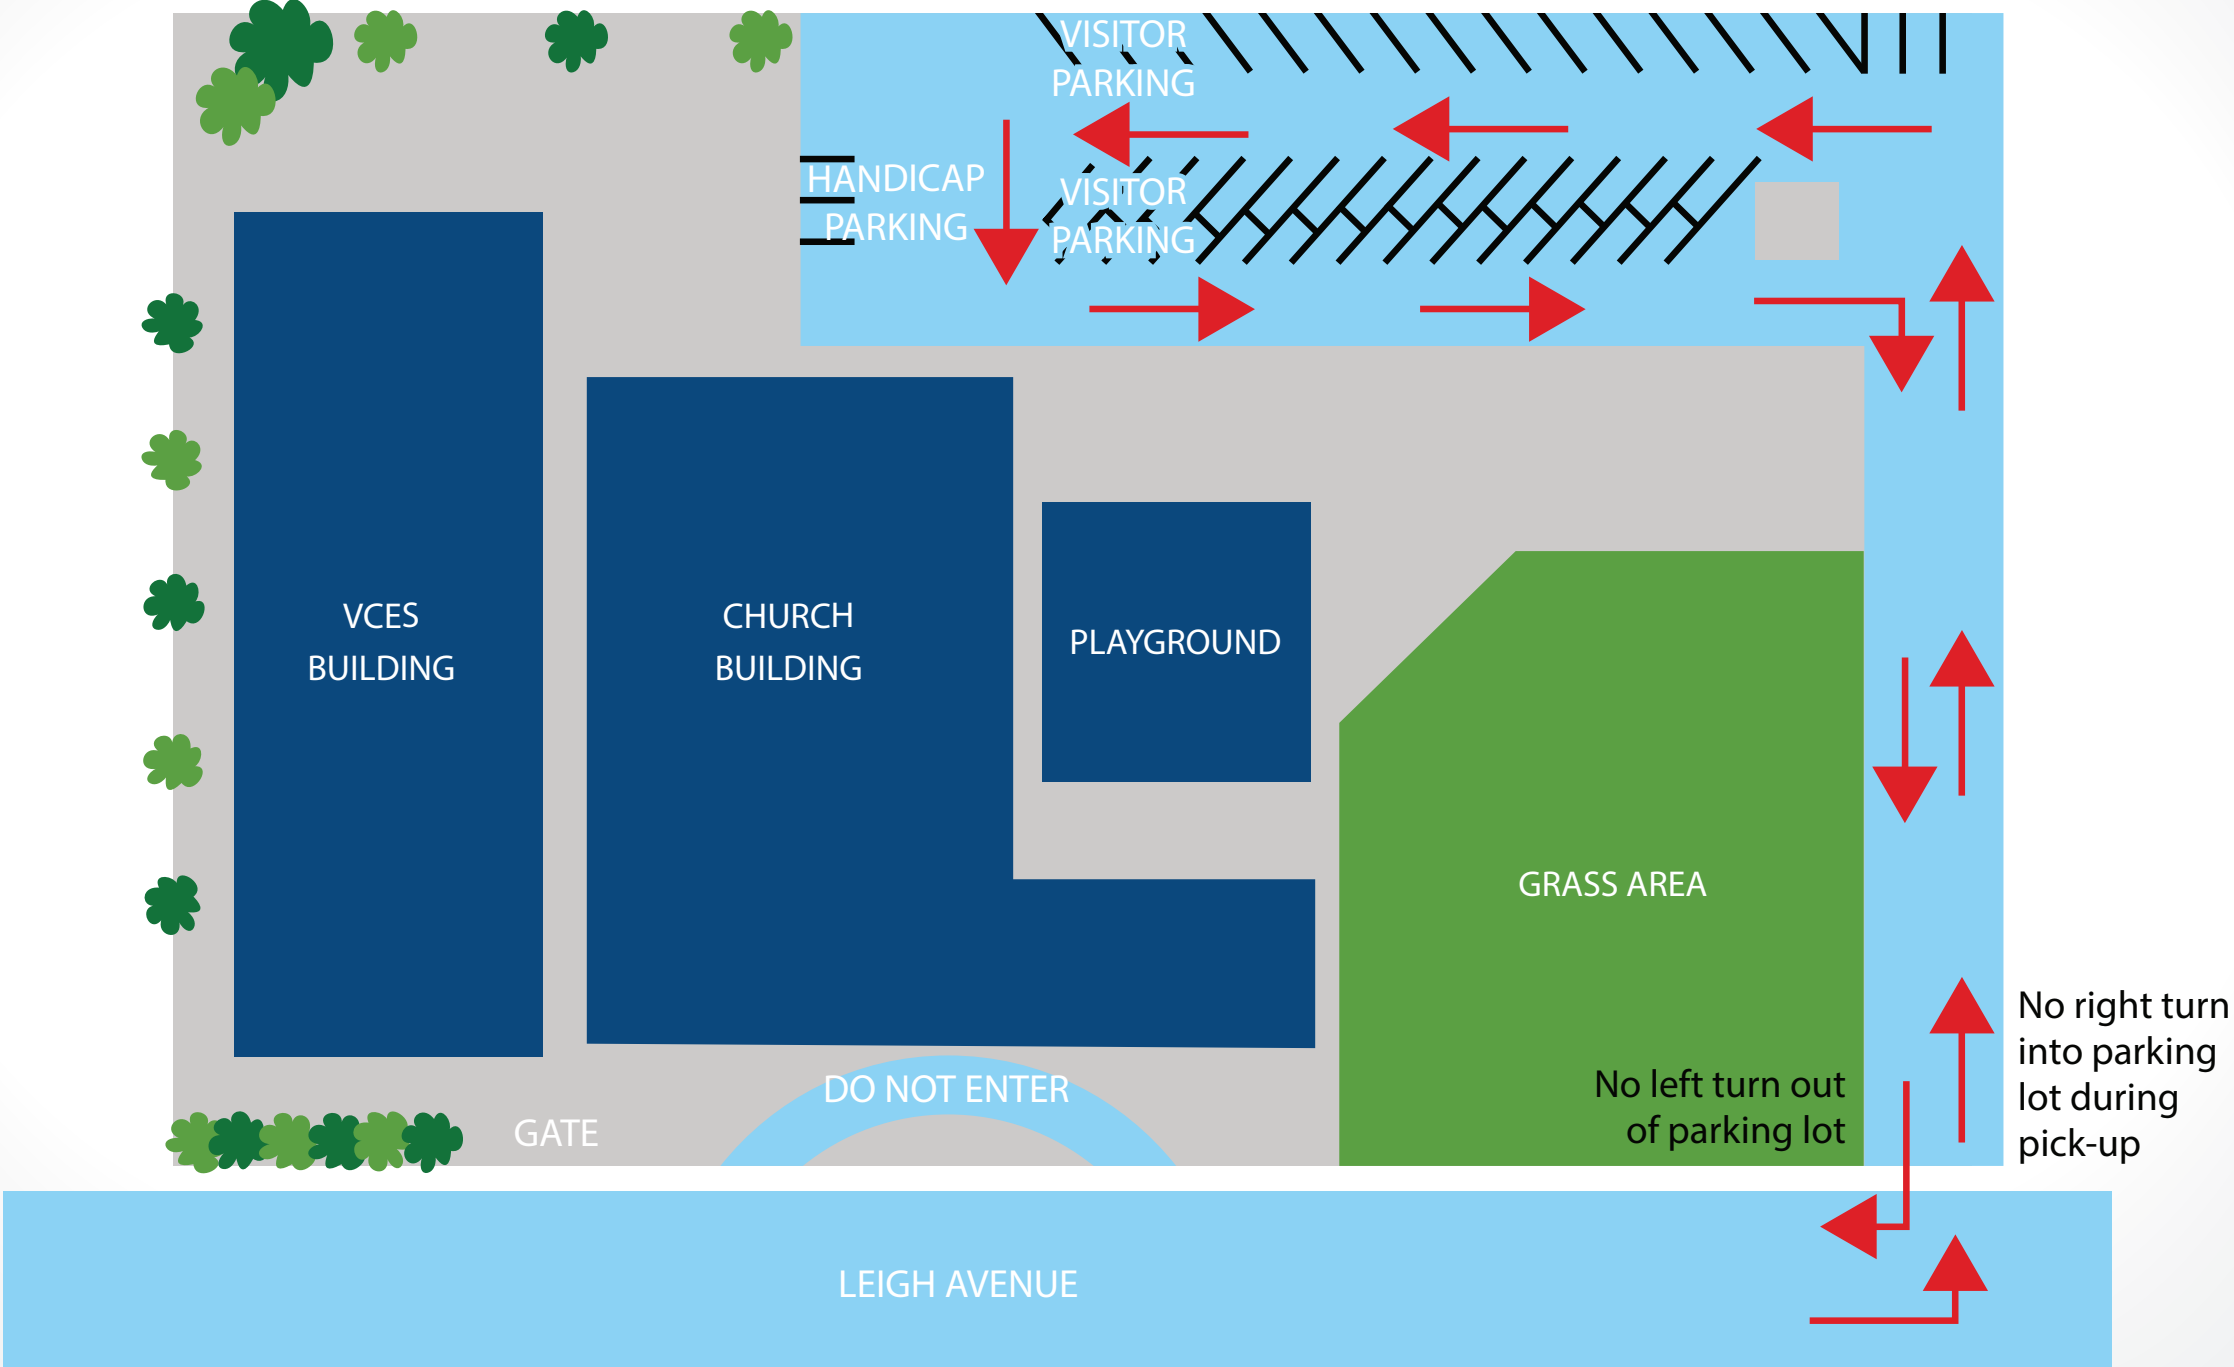 VISITOR
PARKING
HANDICAP
PARKING
VISITOR
PARKING
VCES
BUILDING
CHURCH
BUILDING
PLAYGROUND
GRASS AREA
No right turn
into parking
lot during
pick-up
No left turn out
of parking lot
DO NOT ENTER
GATE
LEIGH AVENUE